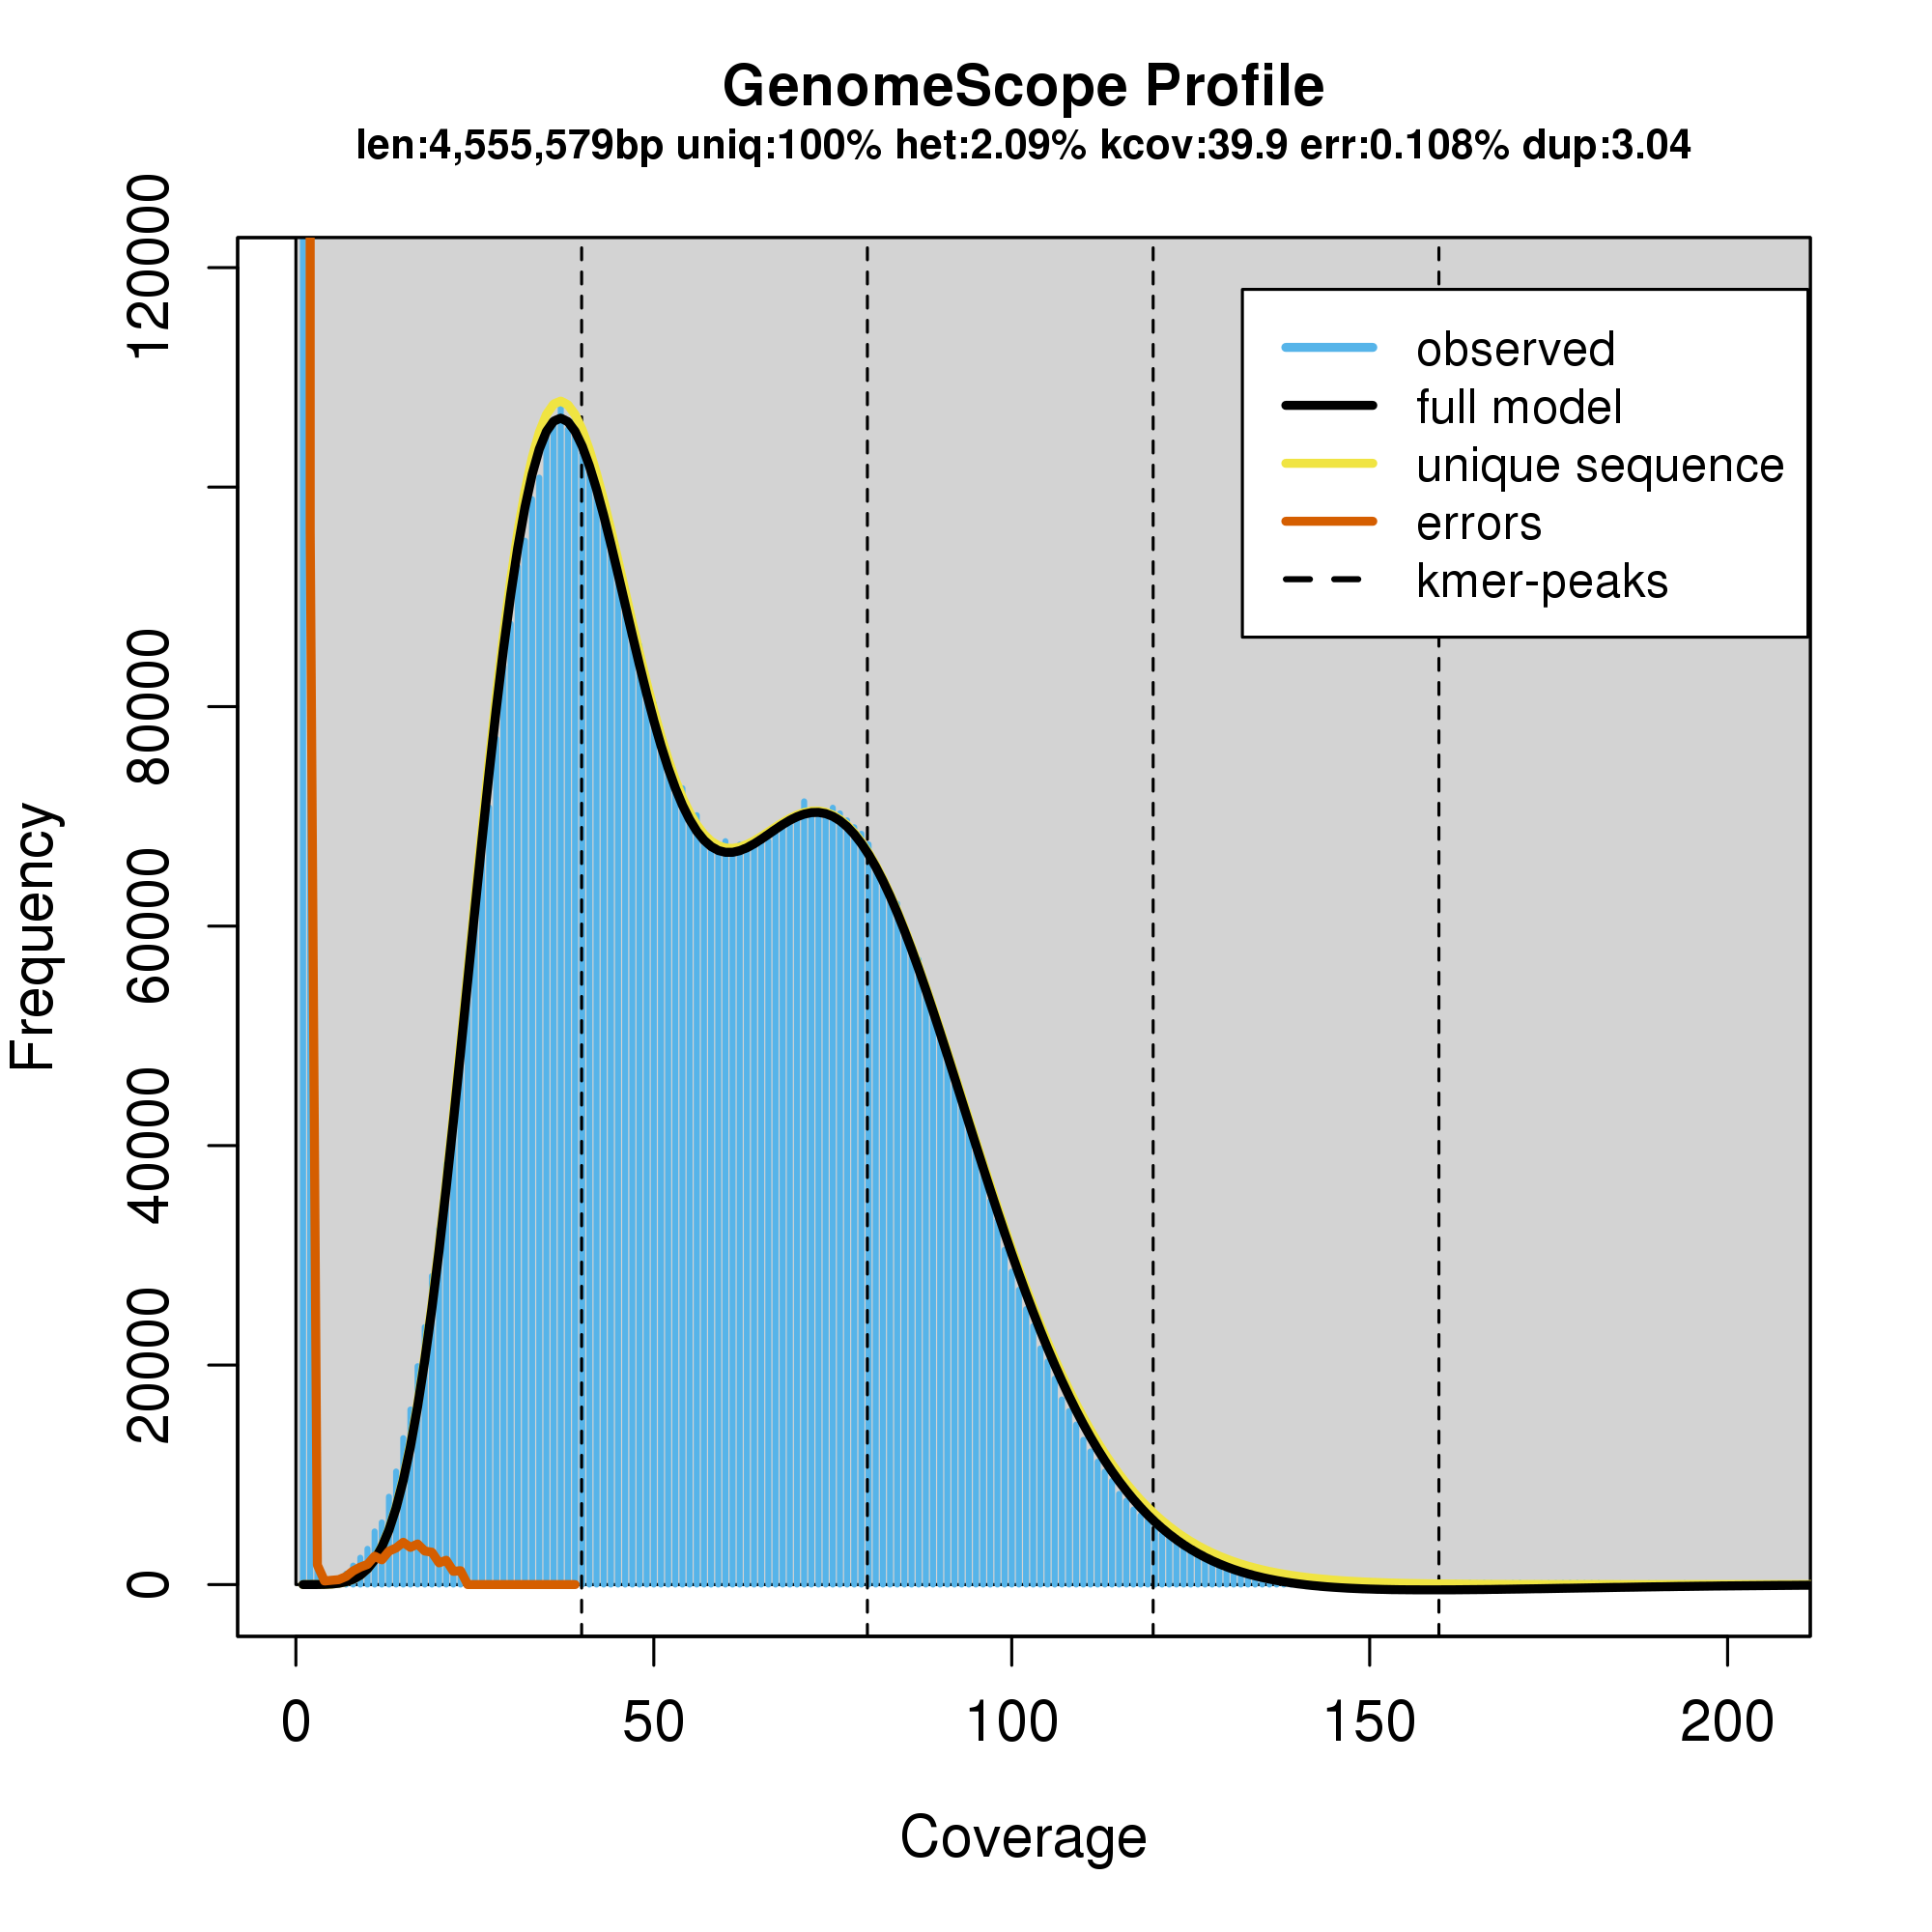 GenomeScope Profile
len:4,555,579bp uniq:100% het:2.09% kcov:39.9 err:0.108% dup:3.04
observed
full model
unique sequence
errors
kmer-peaks
Frequency
120000
80000
60000
40000
20000
0
0 50 100 150 200
Coverage